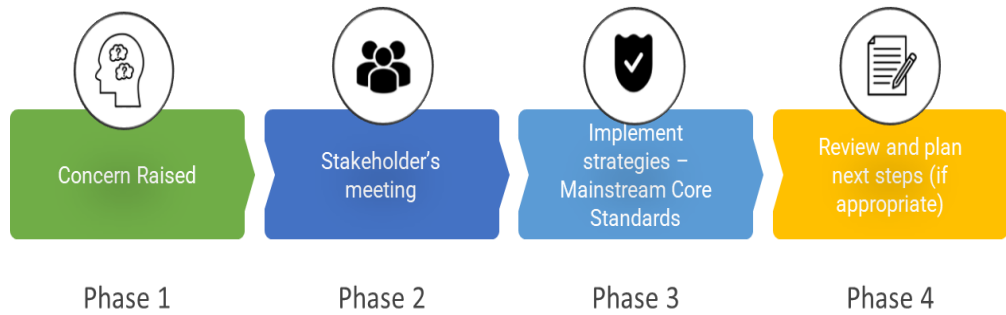 Concern Raised
Stakeholder's
meeting
Implement
strategies –
Mainstream Core
Standards
Review and plan
next steps (if
appropriate)
Phase 1
Phase 2
Phase 3
Phase 4